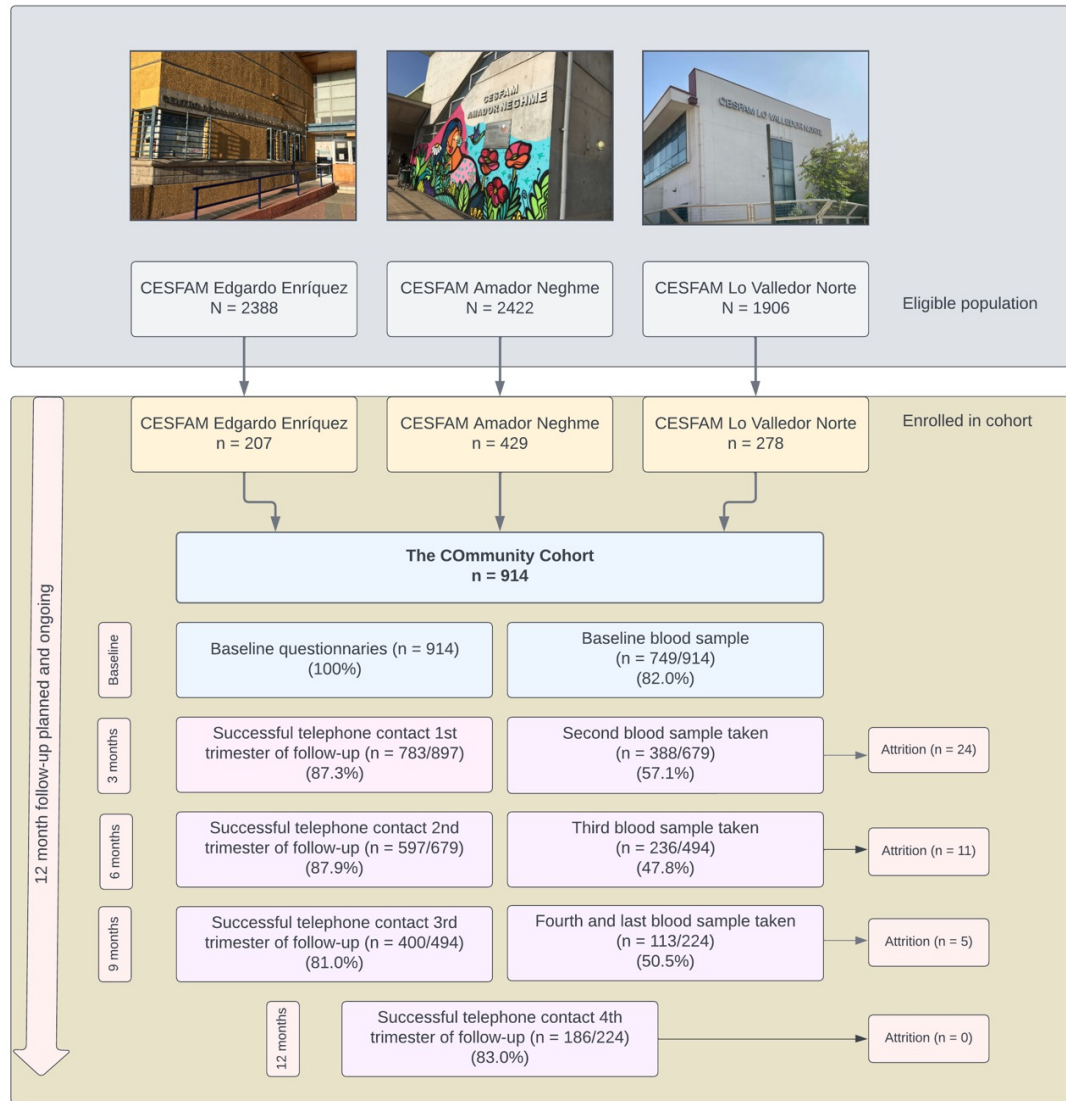 CESFAM
AMADOR NEGHME
CESFAM LO VALLEDOR NORTE
CESFAM Edgardo Enríquez
N = 2388
CESFAM Amador Neghme
N = 2422
CESFAM Lo Valledor Norte
N = 1906
Eligible population
CESFAM Edgardo Enríquez
n = 207
CESFAM Amador Neghme
n = 429
CESFAM Lo Valledor Norte
n = 278
Enrolled in cohort
12 month follow-up planned and ongoing
The COmmunity Cohort
n = 914
Baseline
Baseline questionnaries (n = 914)
(100%)
Baseline blood sample
(n = 749/914)
(82.0%)
3 months
Successful telephone contact 1st
trimester of follow-up (n = 783/897)
(87.3%)
Second blood sample taken
(n = 388/679)
(57.1%)
Attrition (n = 24)
6 months
Successful telephone contact 2nd
trimester of follow-up (n = 597/679)
(87.9%)
Third blood sample taken
(n = 236/494)
(47.8%)
Attrition (n = 11)
9 months
Successful telephone contact 3rd
trimester of follow-up (n = 400/494)
(81.0%)
Fourth and last blood sample taken
(n = 113/224)
(50.5%)
Attrition (n = 5)
12 months
Successful telephone contact 4th
trimester of follow-up (n = 186/224)
(83.0%)
Attrition (n = 0)